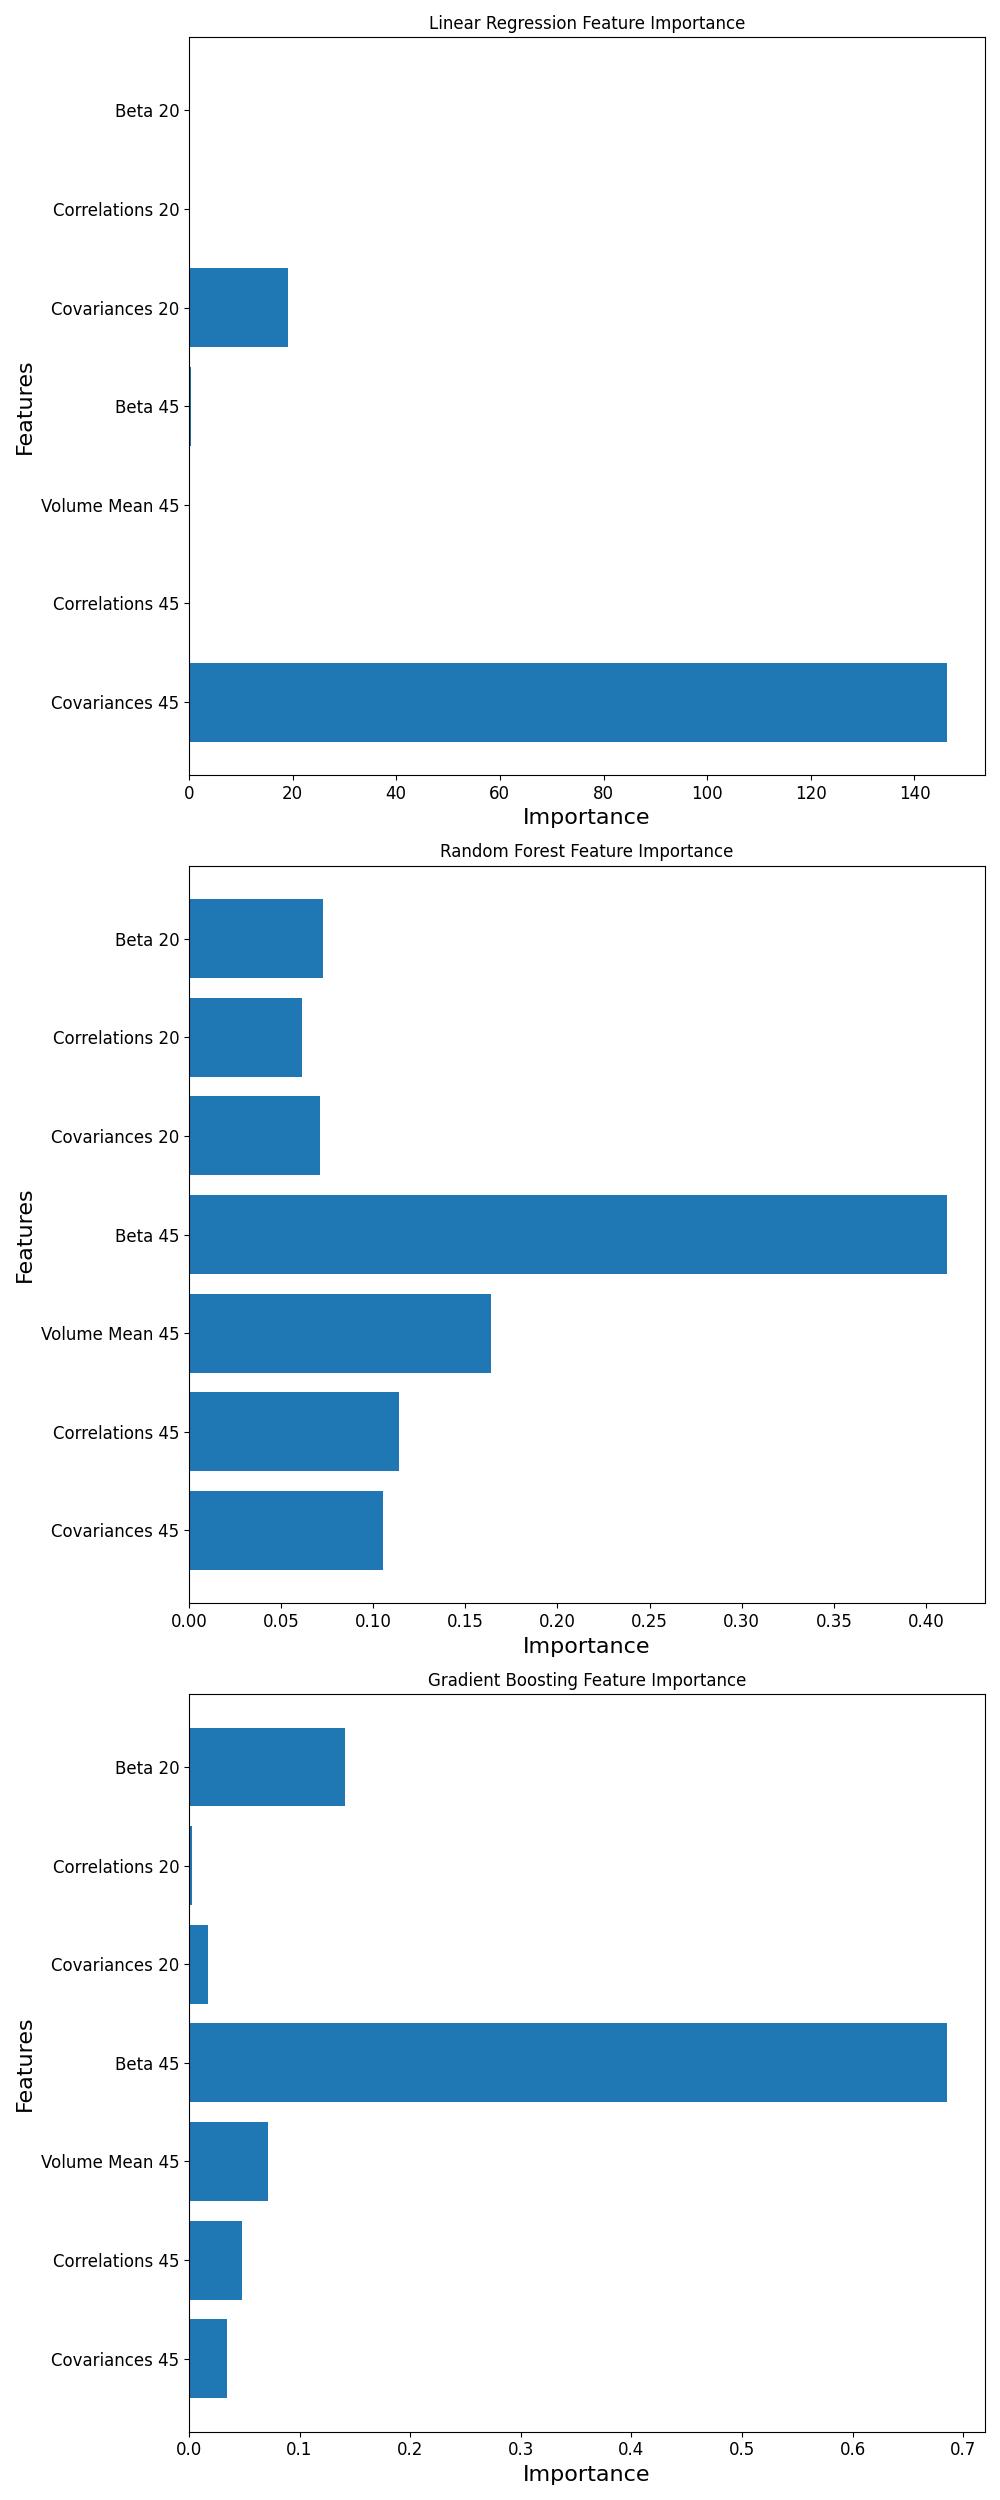 Linear Regression Feature Importance
Features
Beta 20
Correlations 20
Covariances 20
Beta 45
Volume Mean 45
Correlations 45
Covariances 45
0 20 40 60 80 100 120 140
Importance
Random Forest Feature Importance
Features
Beta 20
Correlations 20
Covariances 20
Beta 45
Volume Mean 45
Correlations 45
Covariances 45
0.00 0.05 0.10 0.15 0.20 0.25 0.30 0.35 0.40
Importance
Gradient Boosting Feature Importance
Features
Beta 20
Correlations 20
Covariances 20
Beta 45
Volume Mean 45
Correlations 45
Covariances 45
0.0 0.1 0.2 0.3 0.4 0.5 0.6 0.7
Importance